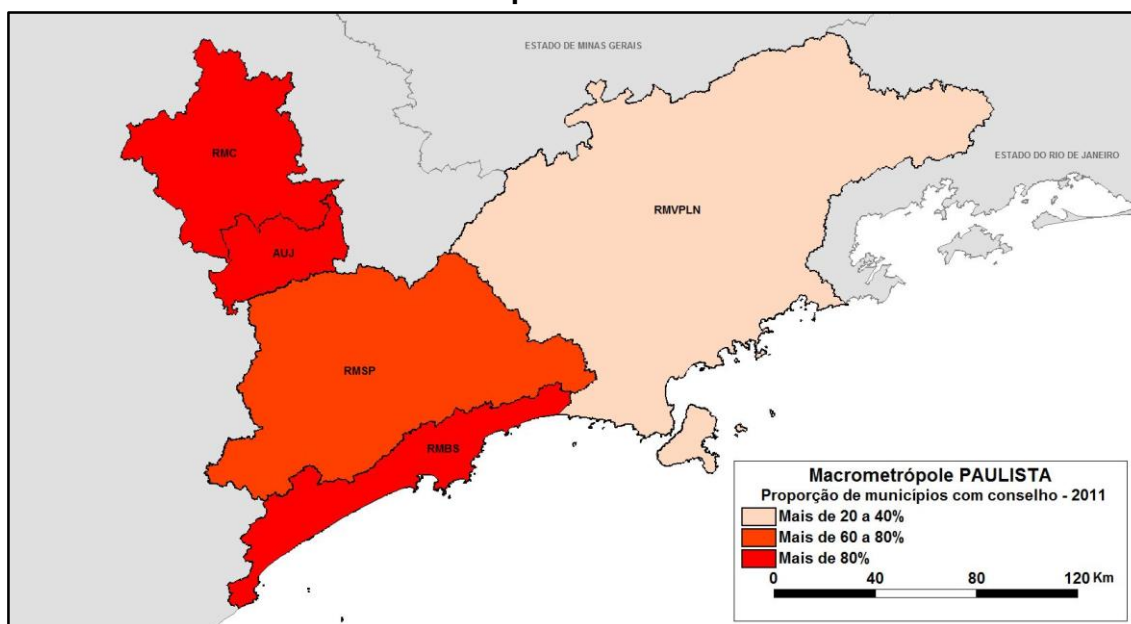 ESTADO DE MINAS GERAIS
RMC
ESTADO DO RIO DE JANEIRO
RMVPLN
AUJ
RMSP
RMBS
Macrometrópole PAULISTA
Proporção de municípios com conselho - 2011
Mais de 20 a 40%
Mais de 60 a 80%
Mais de 80%
0 40 80 120 Km